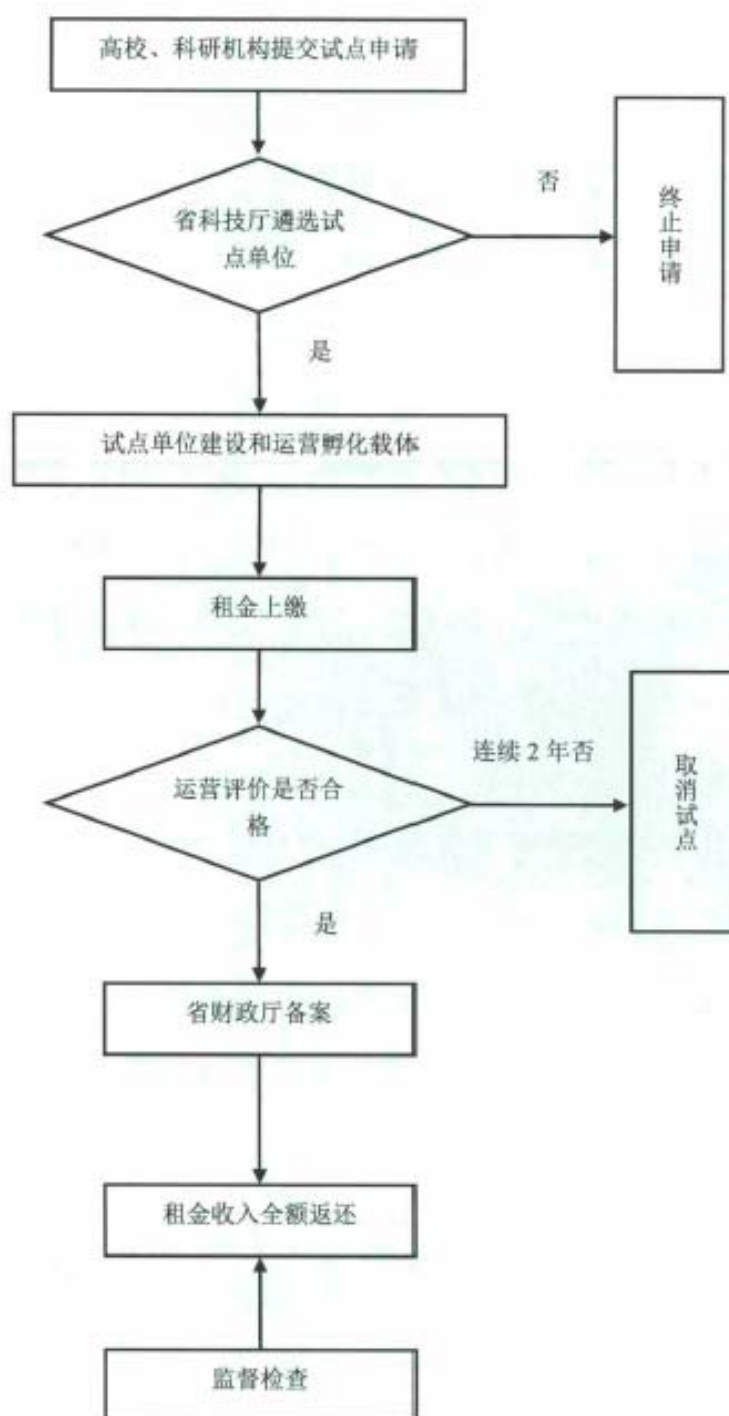 高校、科研机构提交试点申请
否
终止申请
省科技厅遴选试
点单位
是
试点单位建设和运营孵化载体
租金上缴
连续 2 年否
取消试点
运营评价是否合
格
是
省财政厅备案
租金收入全额返还
监督检查